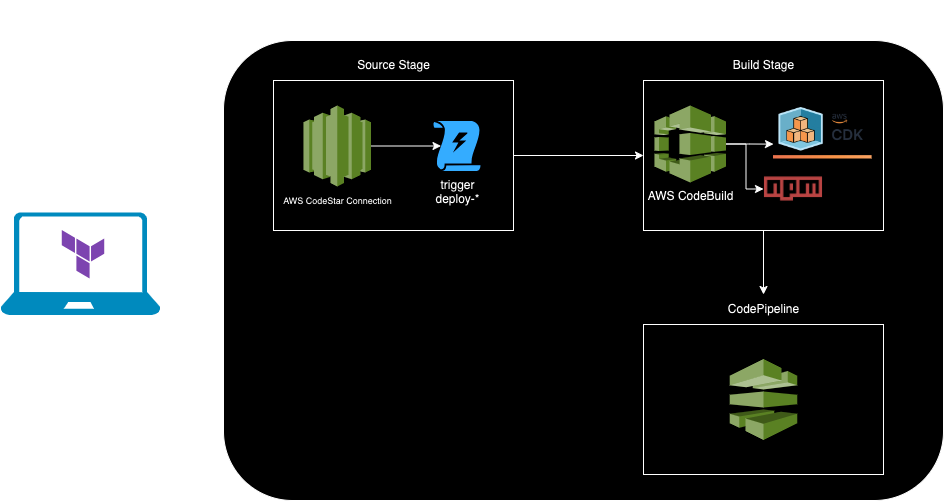 Source Stage
Build Stage
AWS CodeStar Connection
trigger
deploy-*
AWS CodeBuild
aws
CDK
npm
CodePipeline